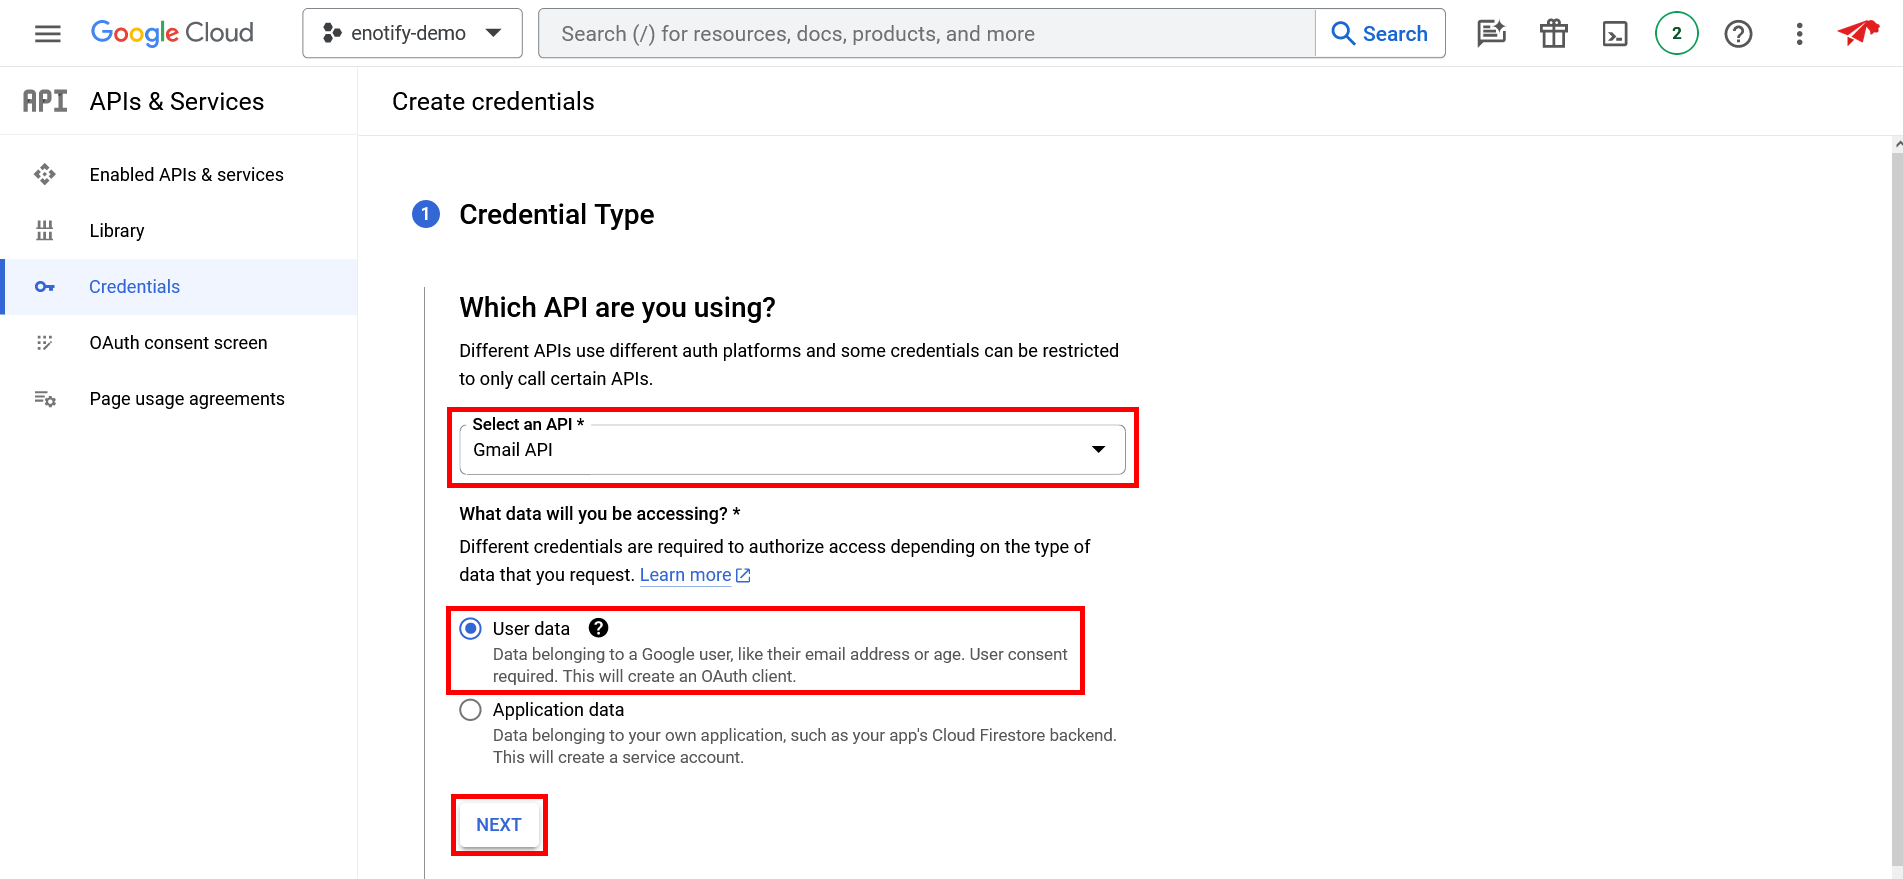 Google Cloud
enotify-demo
Search (/) for resources, docs, products, and more
Search
2
API
APIs & Services
Create credentials
Enabled APIs & services
Library
Credentials
OAuth consent screen
Page usage agreements
1 Credential Type
Which API are you using?
Different APIs use different auth platforms and some credentials can be restricted
to only call certain APIs.
Select an API *
Gmail API
What data will you be accessing? *
Different credentials are required to authorize access depending on the type of
data that you request. Learn more
User data
Data belonging to a Google user, like their email address or age. User consent
required. This will create an OAuth client.
Application data
Data belonging to your own application, such as your app's Cloud Firestore backend.
This will create a service account.
NEXT